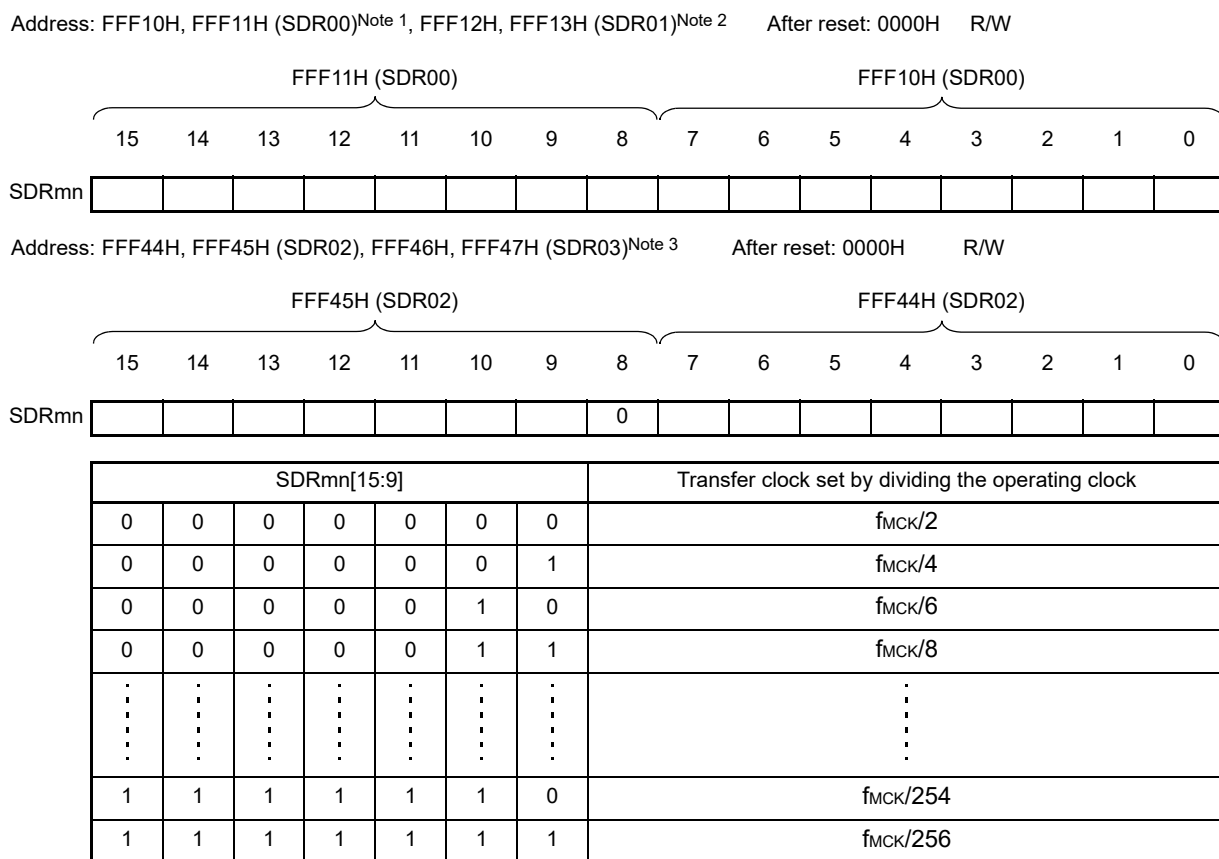 Address: FFF10H, FFF11H (SDR00)Note 1, FFF12H, FFF13H (SDR01)Note 2 After reset: 0000H R/W
FFF11H (SDR00) FFF10H (SDR00)
15 14 13 12 11 10 9 8 7 6 5 4 3 2 1 0
SDRmn
Address: FFF44H, FFF45H (SDR02), FFF46H, FFF47H (SDR03)Note 3 After reset: 0000H R/W
FFF45H (SDR02) FFF44H (SDR02)
15 14 13 12 11 10 9 8 7 6 5 4 3 2 1 0
SDRmn 0
SDRmn[15:9] Transfer clock set by dividing the operating clock
0 0 0 0 0 0 0 fMCK/2
0 0 0 0 0 0 1 fMCK/4
0 0 0 0 0 1 0 fMCK/6
0 0 0 0 0 1 1 fMCK/8
1 1 1 1 1 1 0 fMCK/254
1 1 1 1 1 1 1 fMCK/256